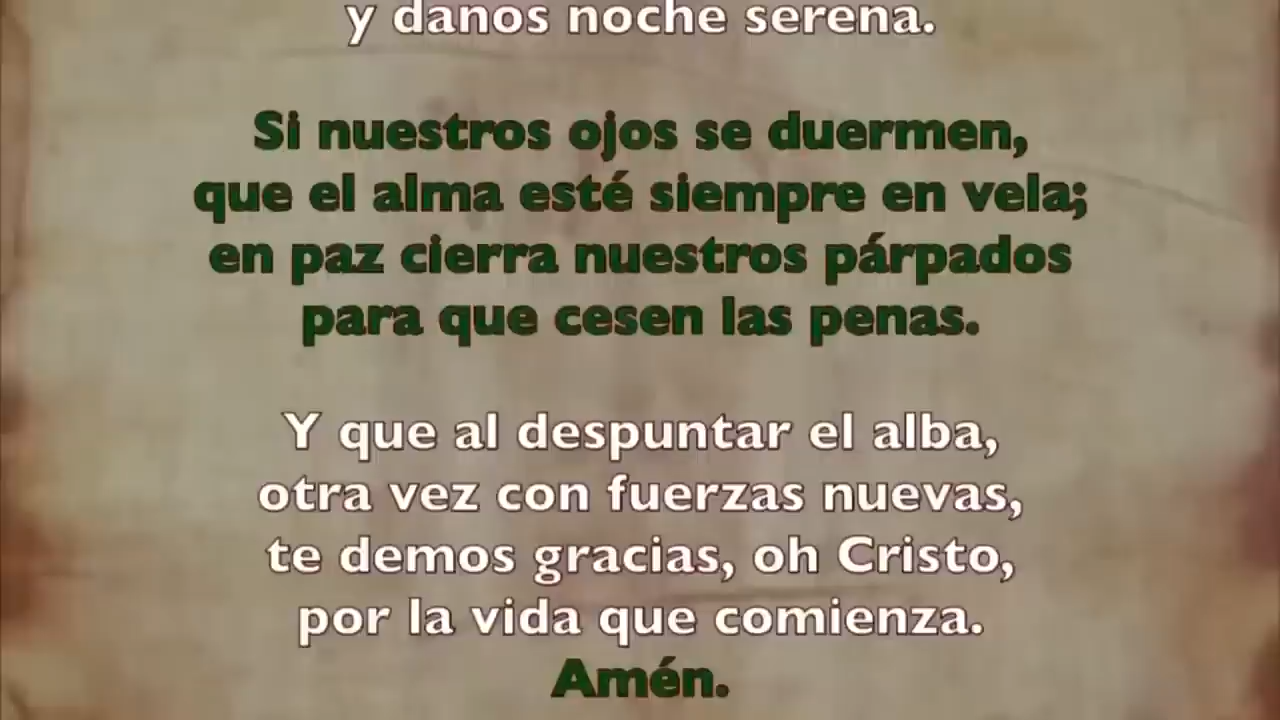 y danos noche serena.
Si nuestros ojos se duermen,
que el alma esté siempre en vela;
en paz cierra nuestros párpados
para que cesen las penas.
Y que al despuntar el alba,
otra vez con fuerzas nuevas,
te demos gracias, oh Cristo,
por la vida que comienza.
Amén.